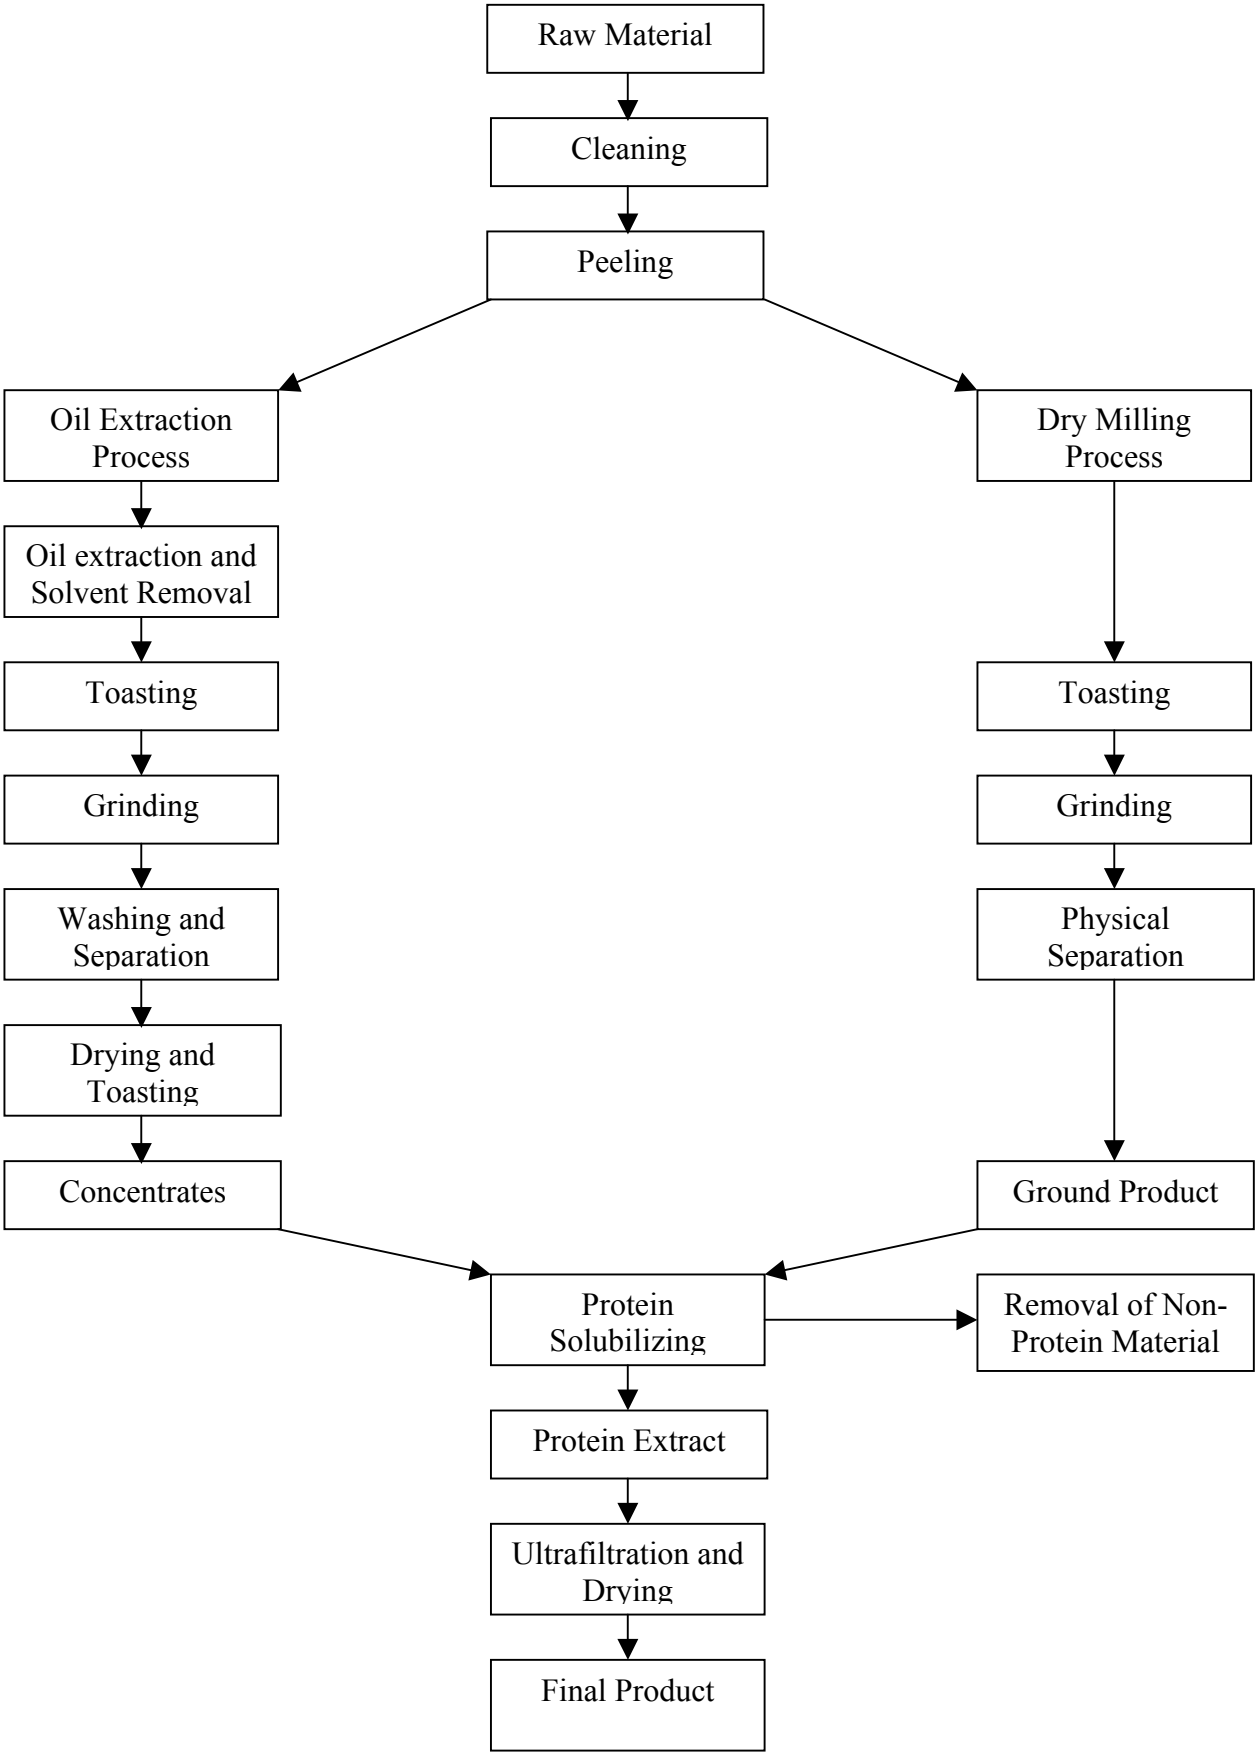 Raw Material
Cleaning
Peeling
Oil Extraction
Process
Oil extraction and
Solvent Removal
Toasting
Grinding
Washing and
Separation
Drying and
Toasting
Concentrates
Dry Milling
Process
Toasting
Grinding
Physical
Separation
Ground Product
Protein
Solubilizing
Removal of Non-
Protein Material
Protein Extract
Ultrafiltration and
Drying
Final Product